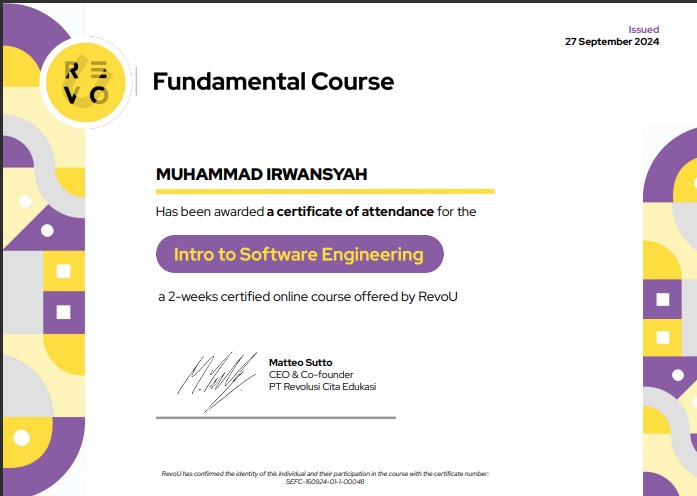 Issued
27 September 2024
RE
VO
Fundamental Course
MUHAMMAD IRWANSYAH
Has been awarded a certificate of attendance for the
Intro to Software Engineering
a 2-weeks certified online course offered by RevoU
Matteo Sutto
CEO & Co-founder
PT Revolusi Cita Edukasi
RevoU has confirmed the identity of this individual and their participation in the course with the certificate number:
SEFC-160924-01-1-00048